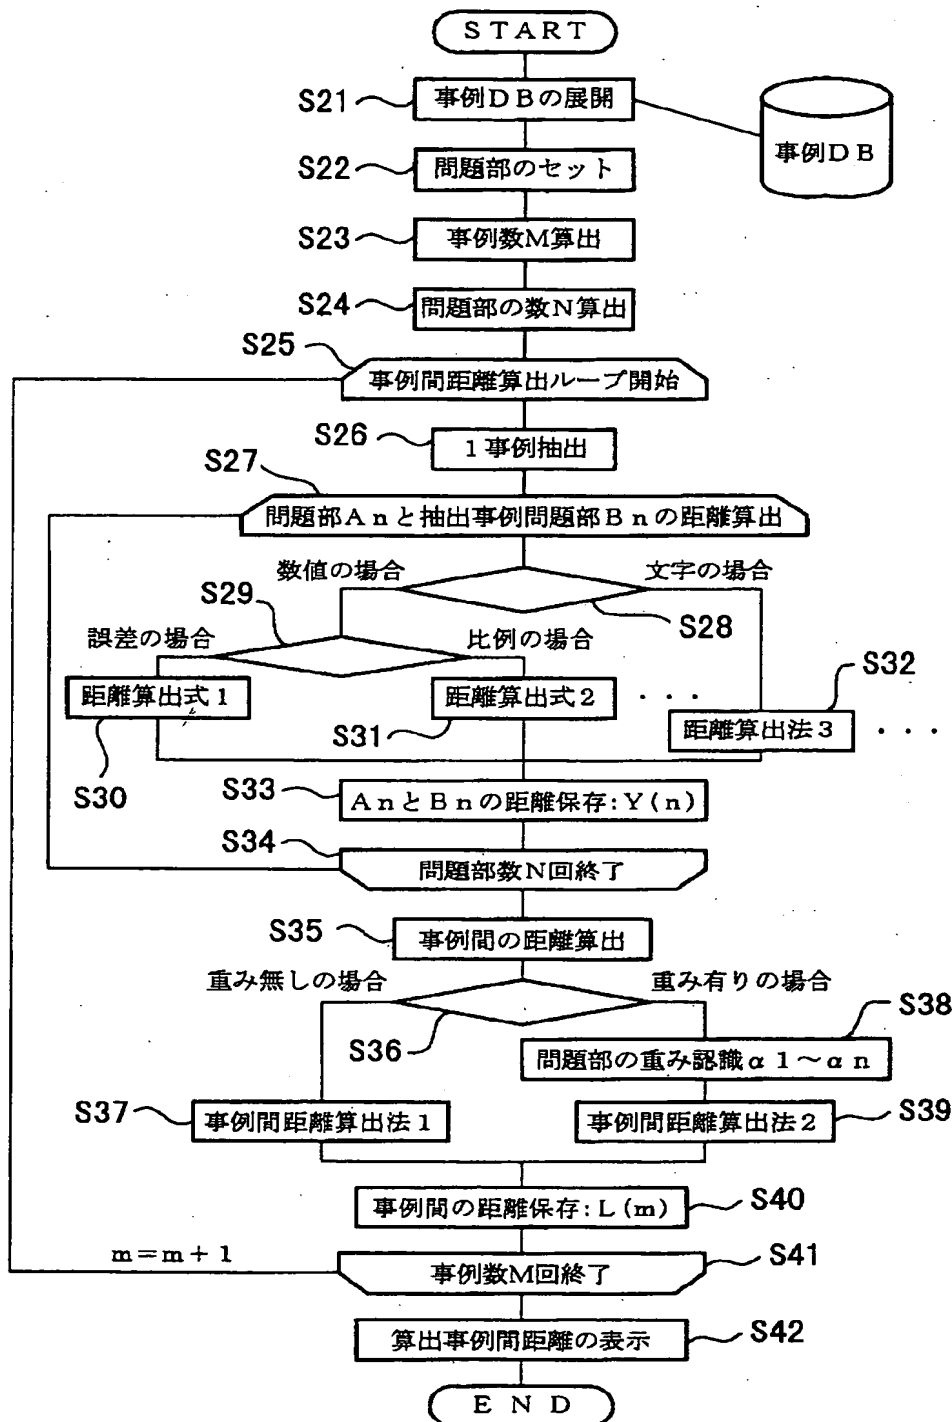 START
S21
事例DBの展開
事例DB
S22
問題部のセット
S23
事例数M算出
S24
問題部の数N算出
S25
事例間距離算出ループ開始
S26
1事例抽出
S27
問題部Anと抽出事例問題部Bnの距離算出
数値の場合
文字の場合
S28
S29
誤差の場合
比例の場合
S30
距離算出式1
S31
距離算出式2
・・・
S32
距離算出法3
・・・
S33
AnとBnの距離保存:Y(n)
S34
問題部数N回終了
S35
事例間の距離算出
重み無しの場合
重み有りの場合
S36
S38
問題部の重み認識α1～αn
S37
事例間距離算出法1
S39
事例間距離算出法2
S40
事例間の距離保存:L(m)
m=m+1
S41
事例数M回終了
S42
算出事例間距離の表示
END